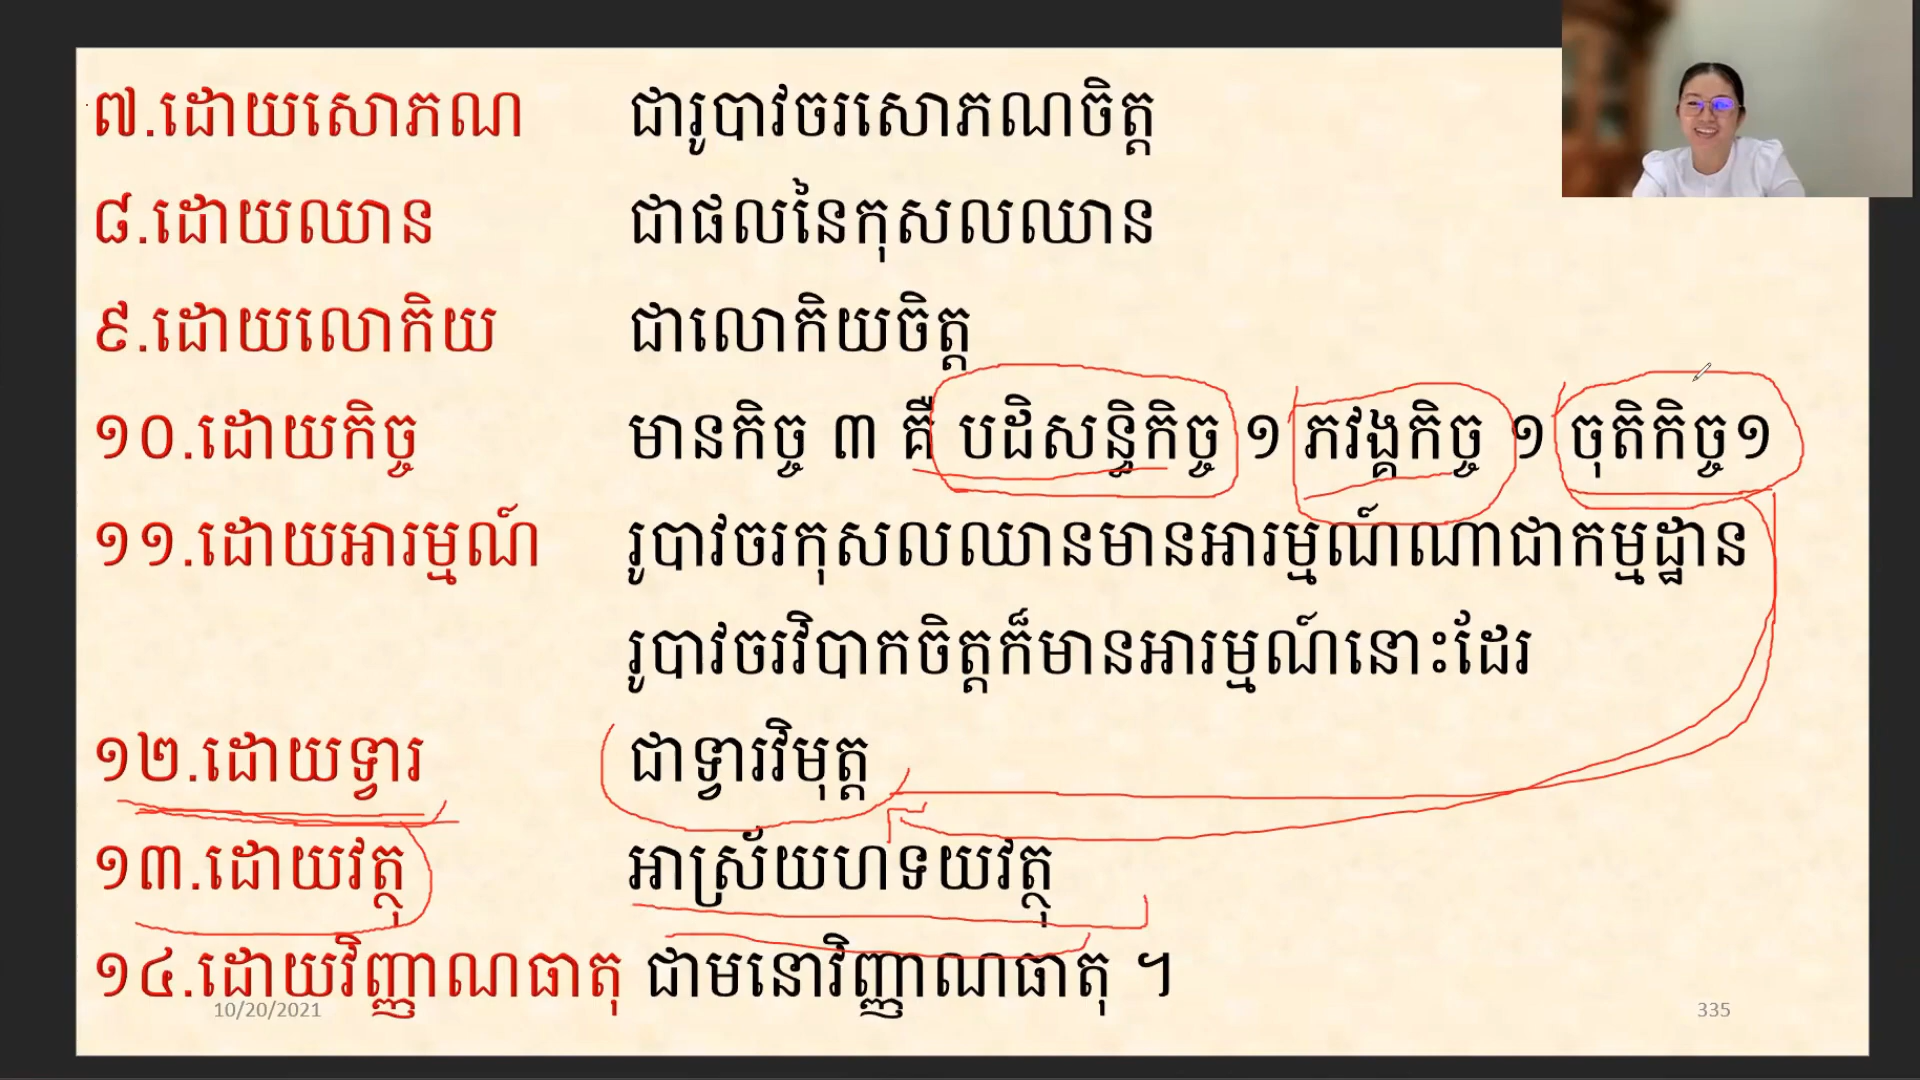 ៧.ដោយសោភណ ជារូបាវចរសោភណចិត្ត
៨.ដោយឈាន ជាផលនៃកុសលឈាន
៩.ដោយលោកិយ ជាលោកិយចិត្ត
១០.ដោយកិច្ច មានកិច្ច ៣ គឺ បដិសន្ធិកិច្ច ១ ភវង្គកិច្ច ១ ចុតិកិច្ច១
១១.ដោយអារម្មណ៍ រូបាវចរកុសលឈានមានអារម្មណ៍ណាជាកម្មដ្ឋាន
រូបាវចរវិបាកចិត្តក៏មានអារម្មណ៍នោះដែរ
១២.ដោយទ្វារ ជាទ្វារវិមុត្ត
១៣.ដោយវត្ថុ អាស្រ័យហទយវត្ថុ
១៤.ដោយវិញ្ញាណធាតុ ជាមនោវិញ្ញាណធាតុ ។
10/20/2021 335